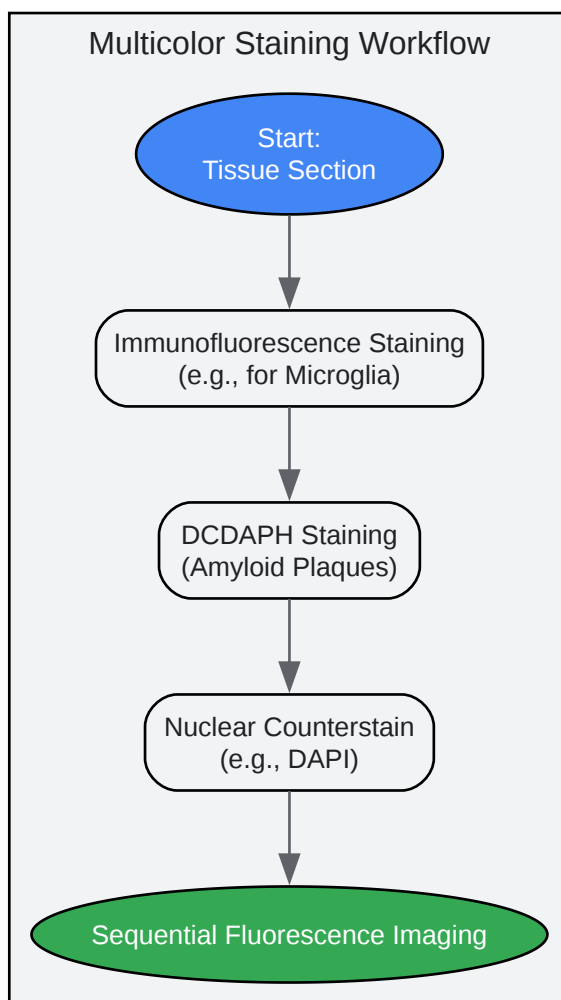 Multicolor Staining Workflow
Start:
Tissue Section
Immunofluorescence Staining
(e.g., for Microglia)
DCDAPH Staining
(Amyloid Plaques)
Nuclear Counterstain
(e.g., DAPI)
Sequential Fluorescence Imaging